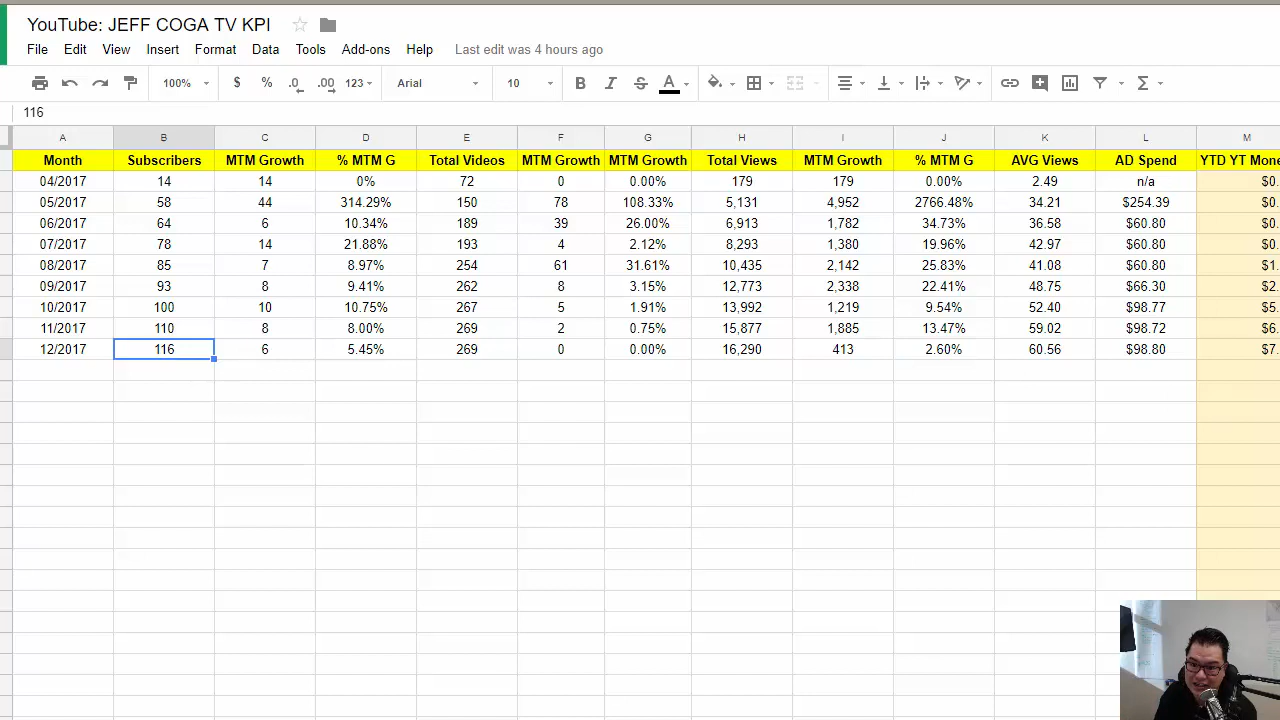 YouTube: JEFF COGA TV KPI
File Edit View Insert Format Data Tools Add-ons Help Last edit was 4 hours ago
100% $ % .0 .00 123 Arial 10 B I S A Σ
116
A B C D E F G H I J K L M
Month Subscribers MTM Growth % MTM G Total Videos MTM Growth MTM Growth Total Views MTM Growth % MTM G AVG Views AD Spend YTD YT Mone
04/2017 14 14 0% 72 0 0.00% 179 179 0.00% 2.49 n/a $0.
05/2017 58 44 314.29% 150 78 108.33% 5,131 4,952 2766.48% 34.21 $254.39 $0.
06/2017 64 6 10.34% 189 39 26.00% 6,913 1,782 34.73% 36.58 $60.80 $0.
07/2017 78 14 21.88% 193 4 2.12% 8,293 1,380 19.96% 42.97 $60.80 $0.
08/2017 85 7 8.97% 254 61 31.61% 10,435 2,142 25.83% 41.08 $60.80 $1.
09/2017 93 8 9.41% 262 8 3.15% 12,773 2,338 22.41% 48.75 $66.30 $2.
10/2017 100 10 10.75% 267 5 1.91% 13,992 1,219 9.54% 52.40 $98.77 $5.
11/2017 110 8 8.00% 269 2 0.75% 15,877 1,885 13.47% 59.02 $98.72 $6.
12/2017 116 6 5.45% 269 0 0.00% 16,290 413 2.60% 60.56 $98.80 $7.